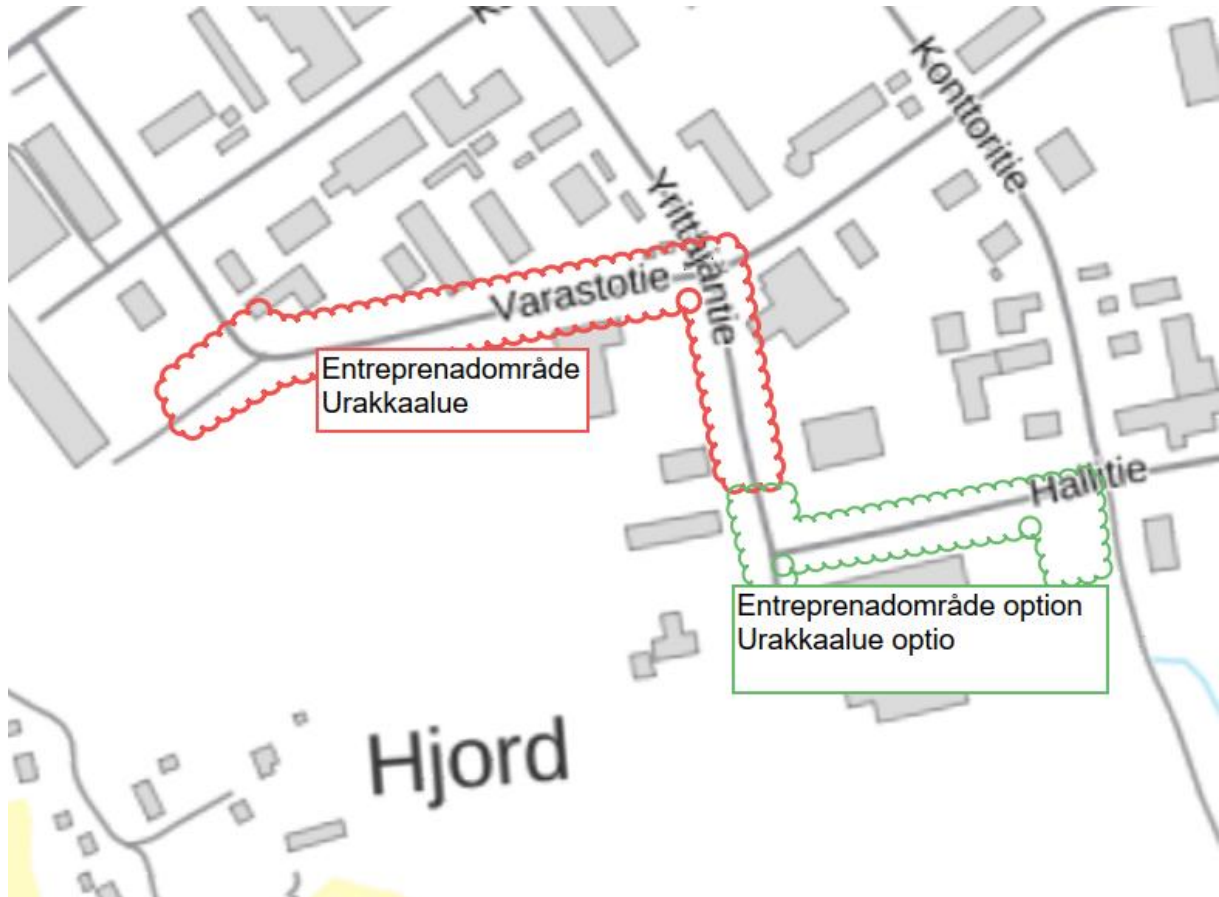 Konttoritie
Yrittäjäntie
Varastotie
Entreprenadområde
Urakkaalue
Hallitie
Entreprenadområde option
Urakkaalue optio
Hjord